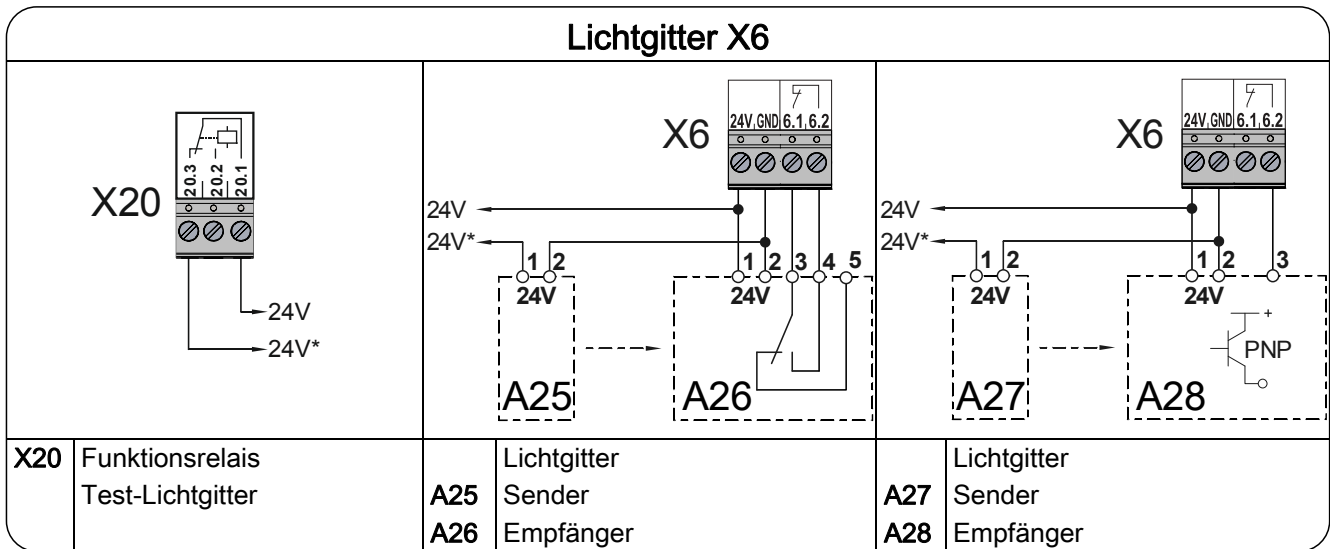 Lichtgitter X6
X20
20.3 20.2 20.1
24V
24V*
X6
24V GND 6.1 6.2
24V
24V*
1 2
24V
1 2 3 4 5
24V
A25
A26
X6
24V GND 6.1 6.2
24V
24V*
1 2
24V
1 2 3
24V
+
PNP
A27
A28
X20 Funktionsrelais
Test-Lichtgitter
Lichtgitter
A25 Sender
A26 Empfänger
Lichtgitter
A27 Sender
A28 Empfänger